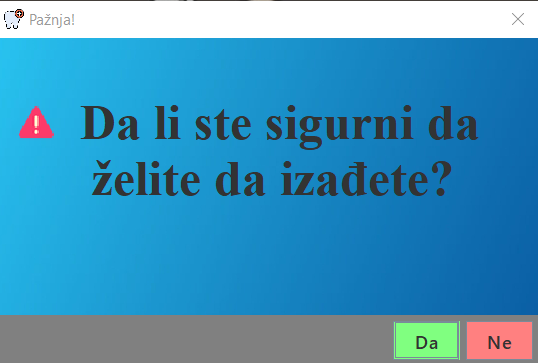 Pažnja!
Da li ste sigurni da
želite da izađete?
Da
Ne